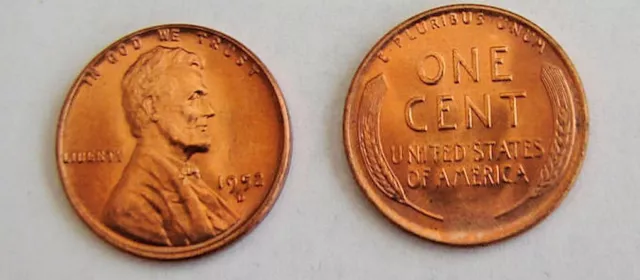 IN GOD WE TRUST
LIBERTY
1952
E PLURIBUS UNUM
ONE
CENT
UNITED STATES
OF AMERICA